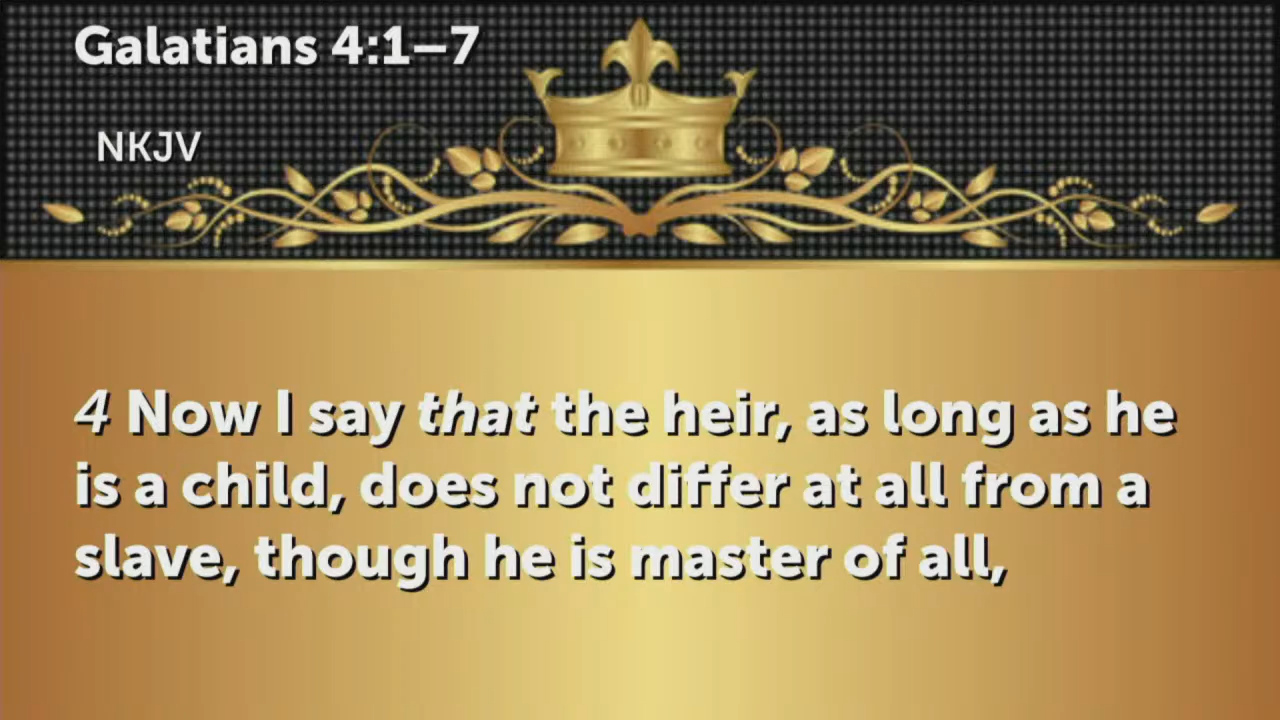 Galatians 4:1–7
NKJV
4 Now I say that the heir, as long as he
is a child, does not differ at all from a
slave, though he is master of all,